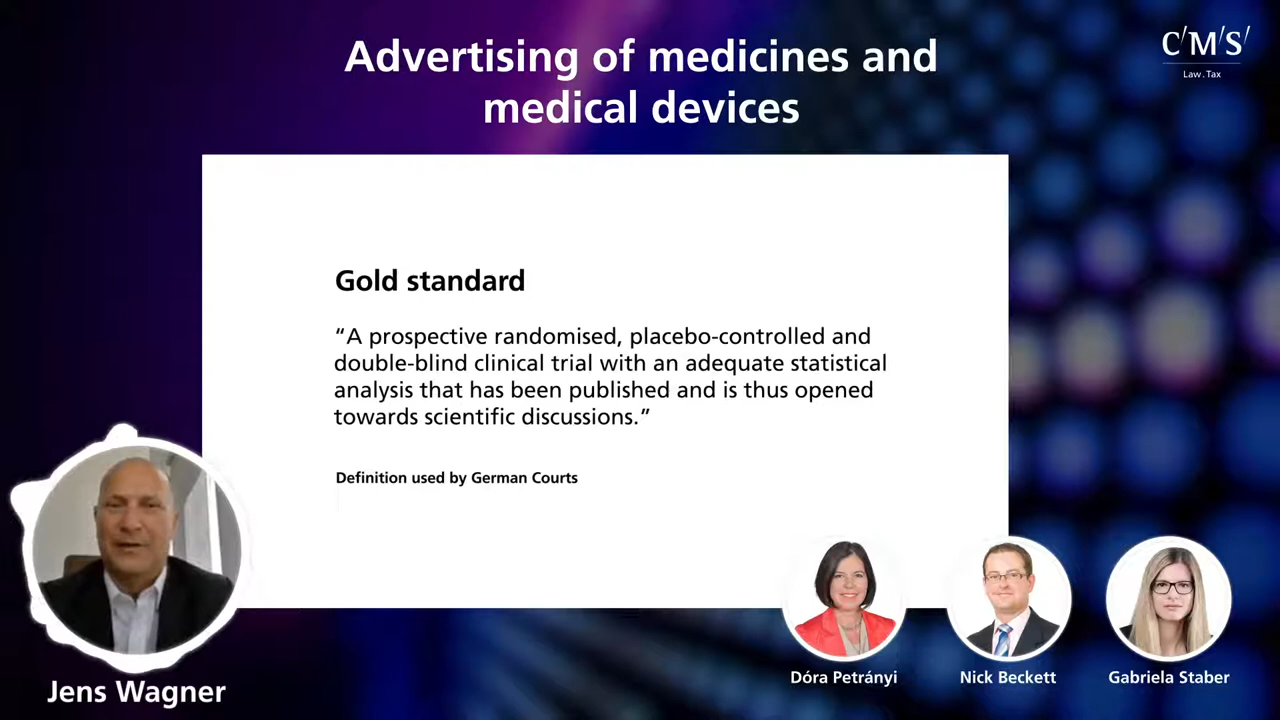 Advertising of medicines and
medical devices
C/M/S/
Law.Tax
Gold standard
“A prospective randomised, placebo-controlled and
double-blind clinical trial with an adequate statistical
analysis that has been published and is thus opened
towards scientific discussions.”
Definition used by German Courts
Jens Wagner
Dóra Petrányi
Nick Beckett
Gabriela Staber